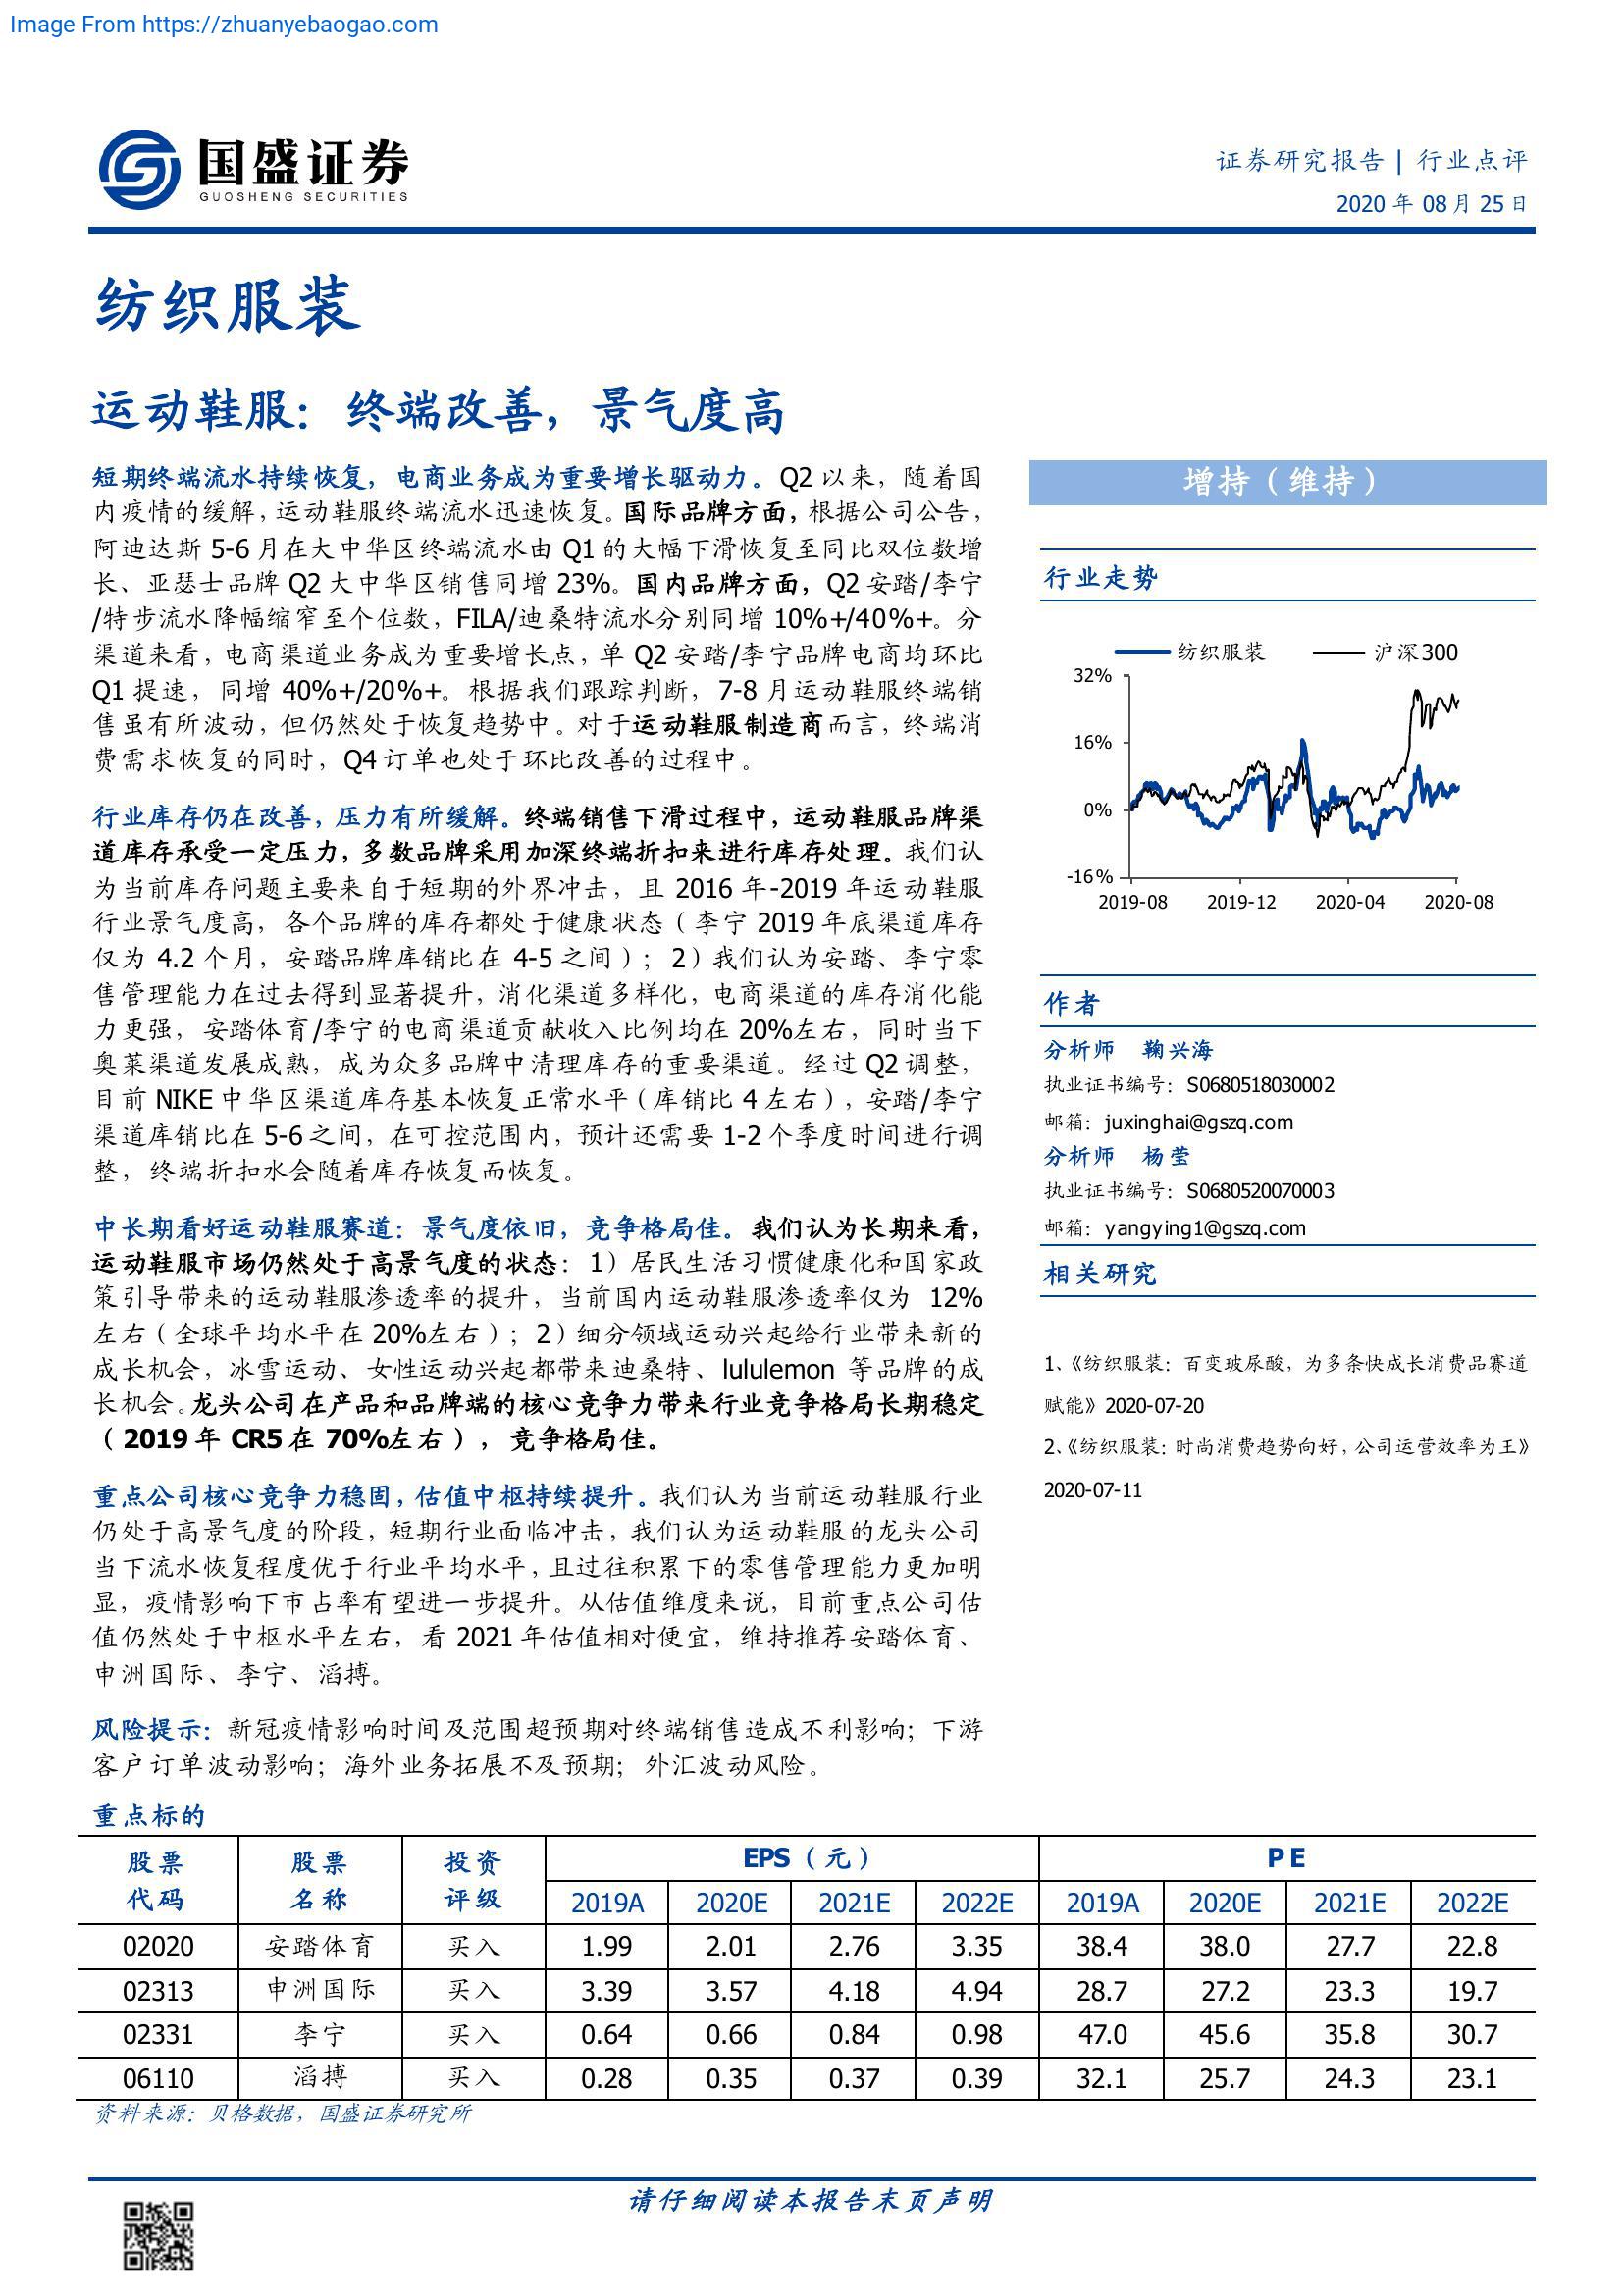 Image From https://zhuanyebaogao.com
国盛证券
GUOSHENG SECURITIES
证券研究报告 | 行业点评
2020 年 08月 25日
纺织服装
运动鞋服：终端改善，景气度高
短期终端流水持续恢复，电商业务成为重要增长驱动力。Q2 以来，随着国
内疫情的缓解，运动鞋服终端流水迅速恢复。国际品牌方面，根据公司公告，
阿迪达斯 5-6 月在大中华区终端流水由 Q1 的大幅下滑恢复至同比双位数增
长、亚瑟士品牌 Q2 大中华区销售同增 23%。国内品牌方面，Q2 安踏/李宁
/特步流水降幅缩窄至个位数，FILA/迪桑特流水分别同增 10%+/40%+。分
渠道来看，电商渠道业务成为重要增长点，单 Q2 安踏/李宁品牌电商均环比
Q1 提速，同增 40%+/20%+。根据我们跟踪判断，7-8 月运动鞋服终端销
售虽有所波动，但仍然处于恢复趋势中。对于运动鞋服制造商而言，终端消
费需求恢复的同时，Q4 订单也处于环比改善的过程中。
行业库存仍在改善，压力有所缓解。终端销售下滑过程中，运动鞋服品牌渠
道库存承受一定压力，多数品牌采用加深终端折扣来进行库存处理。我们认
为当前库存问题主要来自于短期的外界冲击，且 2016 年-2019 年运动鞋服
行业景气度高，各个品牌的库存都处于健康状态（李宁 2019 年底渠道库存
仅为 4.2 个月，安踏品牌库销比在 4-5 之间）；2）我们认为安踏、李宁零
售管理能力在过去得到显著提升，消化渠道多样化，电商渠道的库存消化能
力更强，安踏体育/李宁的电商渠道贡献收入比例均在 20%左右，同时当下
奥莱渠道发展成熟，成为众多品牌中清理库存的重要渠道。经过 Q2 调整，
目前 NIKE 中华区渠道库存基本恢复正常水平（库销比 4 左右），安踏/李宁
渠道库销比在 5-6 之间，在可控范围内，预计还需要 1-2 个季度时间进行调
整，终端折扣水会随着库存恢复而恢复。
中长期看好运动鞋服赛道：景气度依旧，竞争格局佳。我们认为长期来看，
运动鞋服市场仍然处于高景气度的状态：1）居民生活习惯健康化和国家政
策引导带来的运动鞋服渗透率的提升，当前国内运动鞋服渗透率仅为 12%
左右（全球平均水平在 20%左右）；2）细分领域运动兴起给行业带来新的
成长机会，冰雪运动、女性运动兴起都带来迪桑特、lululemon 等品牌的成
长机会。龙头公司在产品和品牌端的核心竞争力带来行业竞争格局长期稳定
（2019 年 CR5 在 70%左右），竞争格局佳。
重点公司核心竞争力稳固，估值中枢持续提升。我们认为当前运动鞋服行业
仍处于高景气度的阶段，短期行业面临冲击，我们认为运动鞋服的龙头公司
当下流水恢复程度优于行业平均水平，且过往积累下的零售管理能力更加明
显，疫情影响下市占率有望进一步提升。从估值维度来说，目前重点公司估
值仍然处于中枢水平左右，看 2021 年估值相对便宜，维持推荐安踏体育、
申洲国际、李宁、滔搏。
风险提示：新冠疫情影响时间及范围超预期对终端销售造成不利影响；下游
客户订单波动影响；海外业务拓展不及预期；外汇波动风险。
增持（维持）
行业走势
纺织服装 沪深300
32%
16%
0%
-16%
2019-08 2019-12 2020-04 2020-08
作者
分析师 鞠兴海
执业证书编号：S0680518030002
邮箱：juxinghai@gszq.com
分析师 杨莹
执业证书编号：S0680520070003
邮箱：yangying1@gszq.com
相关研究
1、《纺织服装：百变玻尿酸，为多条快成长消费品赛道
赋能》2020-07-20
2、《纺织服装：时尚消费趋势向好，公司运营效率为王》
2020-07-11
重点标的
股票 股票 投资 EPS（元） PE
代码 名称 评级 2019A 2020E 2021E 2022E 2019A 2020E 2021E 2022E
02020 安踏体育 买入 1.99 2.01 2.76 3.35 38.4 38.0 27.7 22.8
02313 申洲国际 买入 3.39 3.57 4.18 4.94 28.7 27.2 23.3 19.7
02331 李宁 买入 0.64 0.66 0.84 0.98 47.0 45.6 35.8 30.7
06110 滔搏 买入 0.28 0.35 0.37 0.39 32.1 25.7 24.3 23.1
资料来源：贝格数据，国盛证券研究所
请仔细阅读本报告末页声明